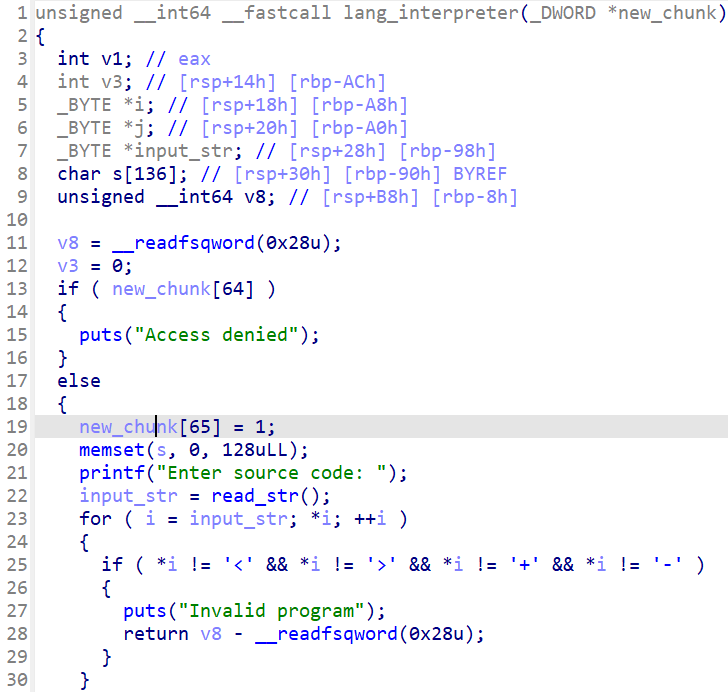 1 unsigned __int64 __fastcall lang_interpreter(_DWORD *new_chunk)
2 {
3   int v1; // eax
4   int v3; // [rsp+14h] [rbp-ACh]
5   _BYTE *i; // [rsp+18h] [rbp-A8h]
6   _BYTE *j; // [rsp+20h] [rbp-A0h]
7   _BYTE *input_str; // [rsp+28h] [rbp-98h]
8   char s[136]; // [rsp+30h] [rbp-90h] BYREF
9   unsigned __int64 v8; // [rsp+B8h] [rbp-8h]
10
11   v8 = __readfsqword(0x28u);
12   v3 = 0;
13   if ( new_chunk[64] )
14   {
15     puts("Access denied");
16   }
17   else
18   {
19     new_chunk[65] = 1;
20     memset(s, 0, 128uLL);
21     printf("Enter source code: ");
22     input_str = read_str();
23     for ( i = input_str; *i; ++i )
24     {
25       if ( *i != '<' && *i != '>' && *i != '+' && *i != '-' )
26       {
27         puts("Invalid program");
28         return v8 - __readfsqword(0x28u);
29       }
30     }